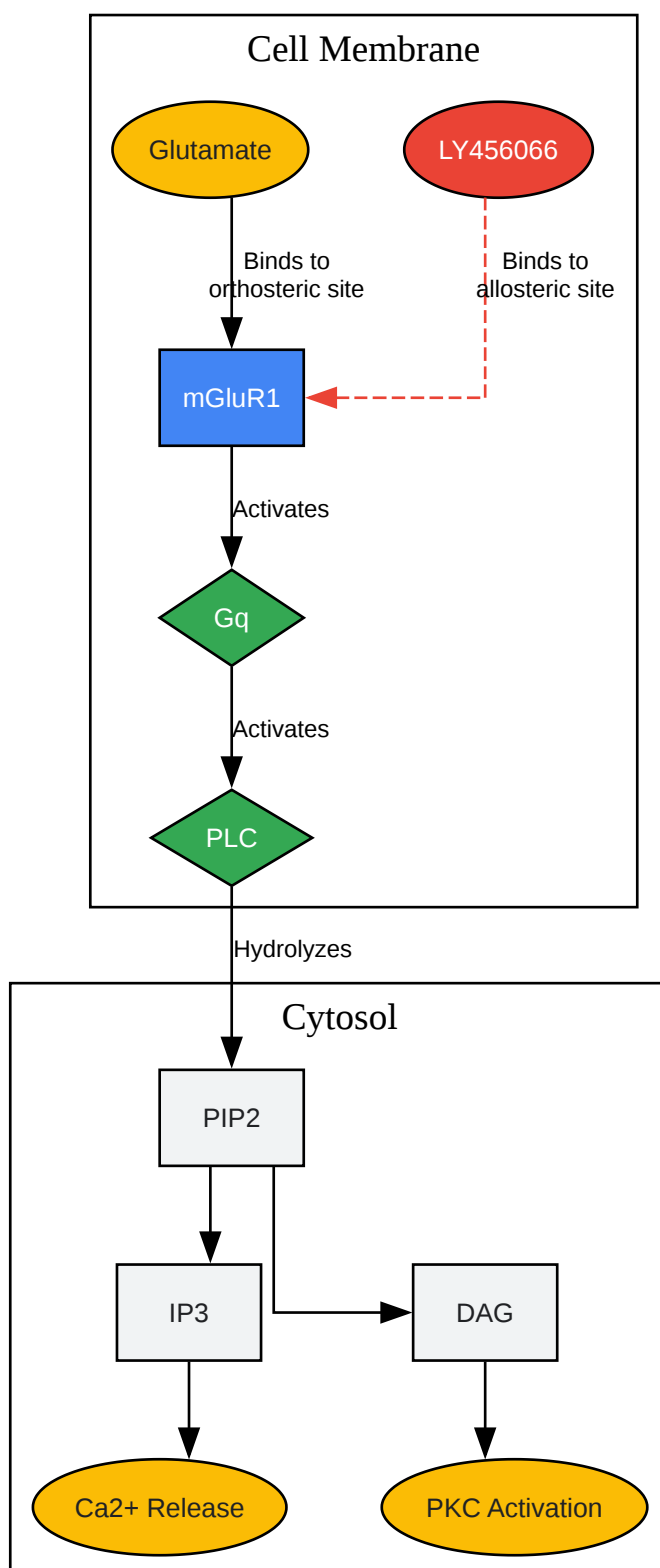 Cell Membrane
Glutamate
LY456066
Binds to
orthosteric site
Binds to
allosteric site
mGluR1
Activates
Gq
Activates
PLC
Hydrolyzes
Cytosol
PIP2
IP3
DAG
Ca2+ Release
PKC Activation